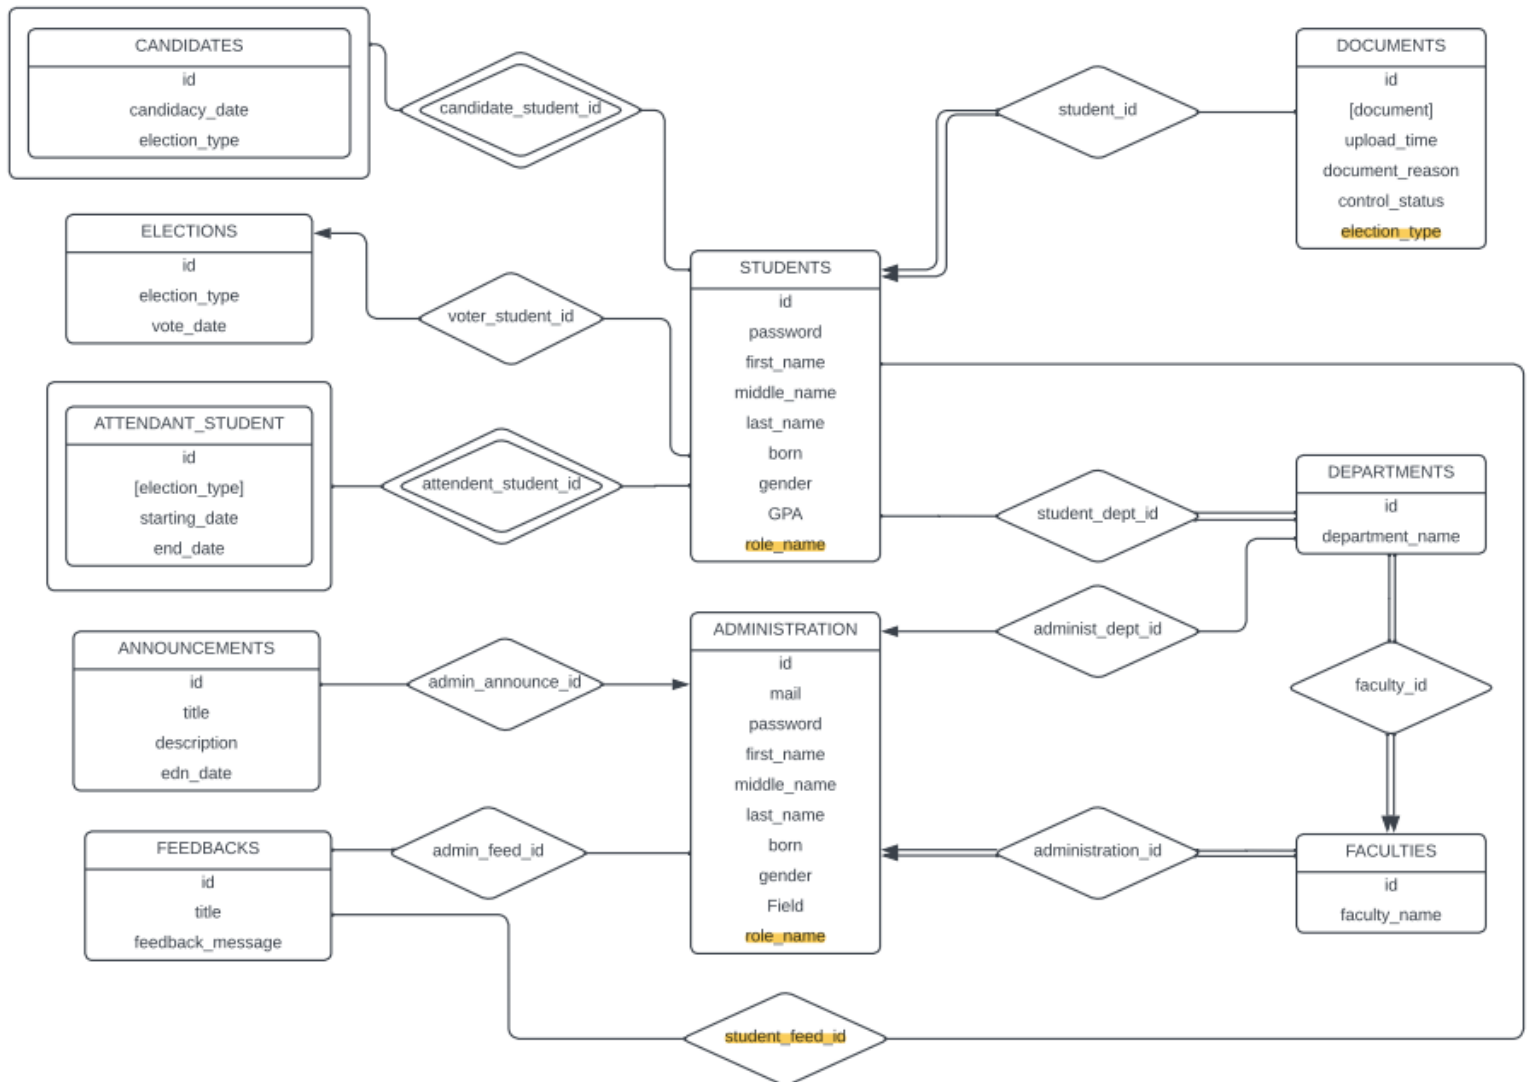 CANDIDATES
id
candidacy_date
election_type
candidate_student_id
student_id
DOCUMENTS
id
[document]
upload_time
document_reason
control_status
election_type
ELECTIONS
id
election_type
vote_date
voter_student_id
STUDENTS
id
password
first_name
middle_name
last_name
born
gender
GPA
role_name
ATTENDANT_STUDENT
id
[election_type]
starting_date
end_date
attendent_student_id
student_dept_id
DEPARTMENTS
id
department_name
administ_dept_id
faculty_id
ANNOUNCEMENTS
id
title
description
edn_date
admin_announce_id
ADMINISTRATION
id
mail
password
first_name
middle_name
last_name
born
gender
Field
role_name
FEEDBACKS
id
title
feedback_message
admin_feed_id
administration_id
FACULTIES
id
faculty_name
student_feed_id